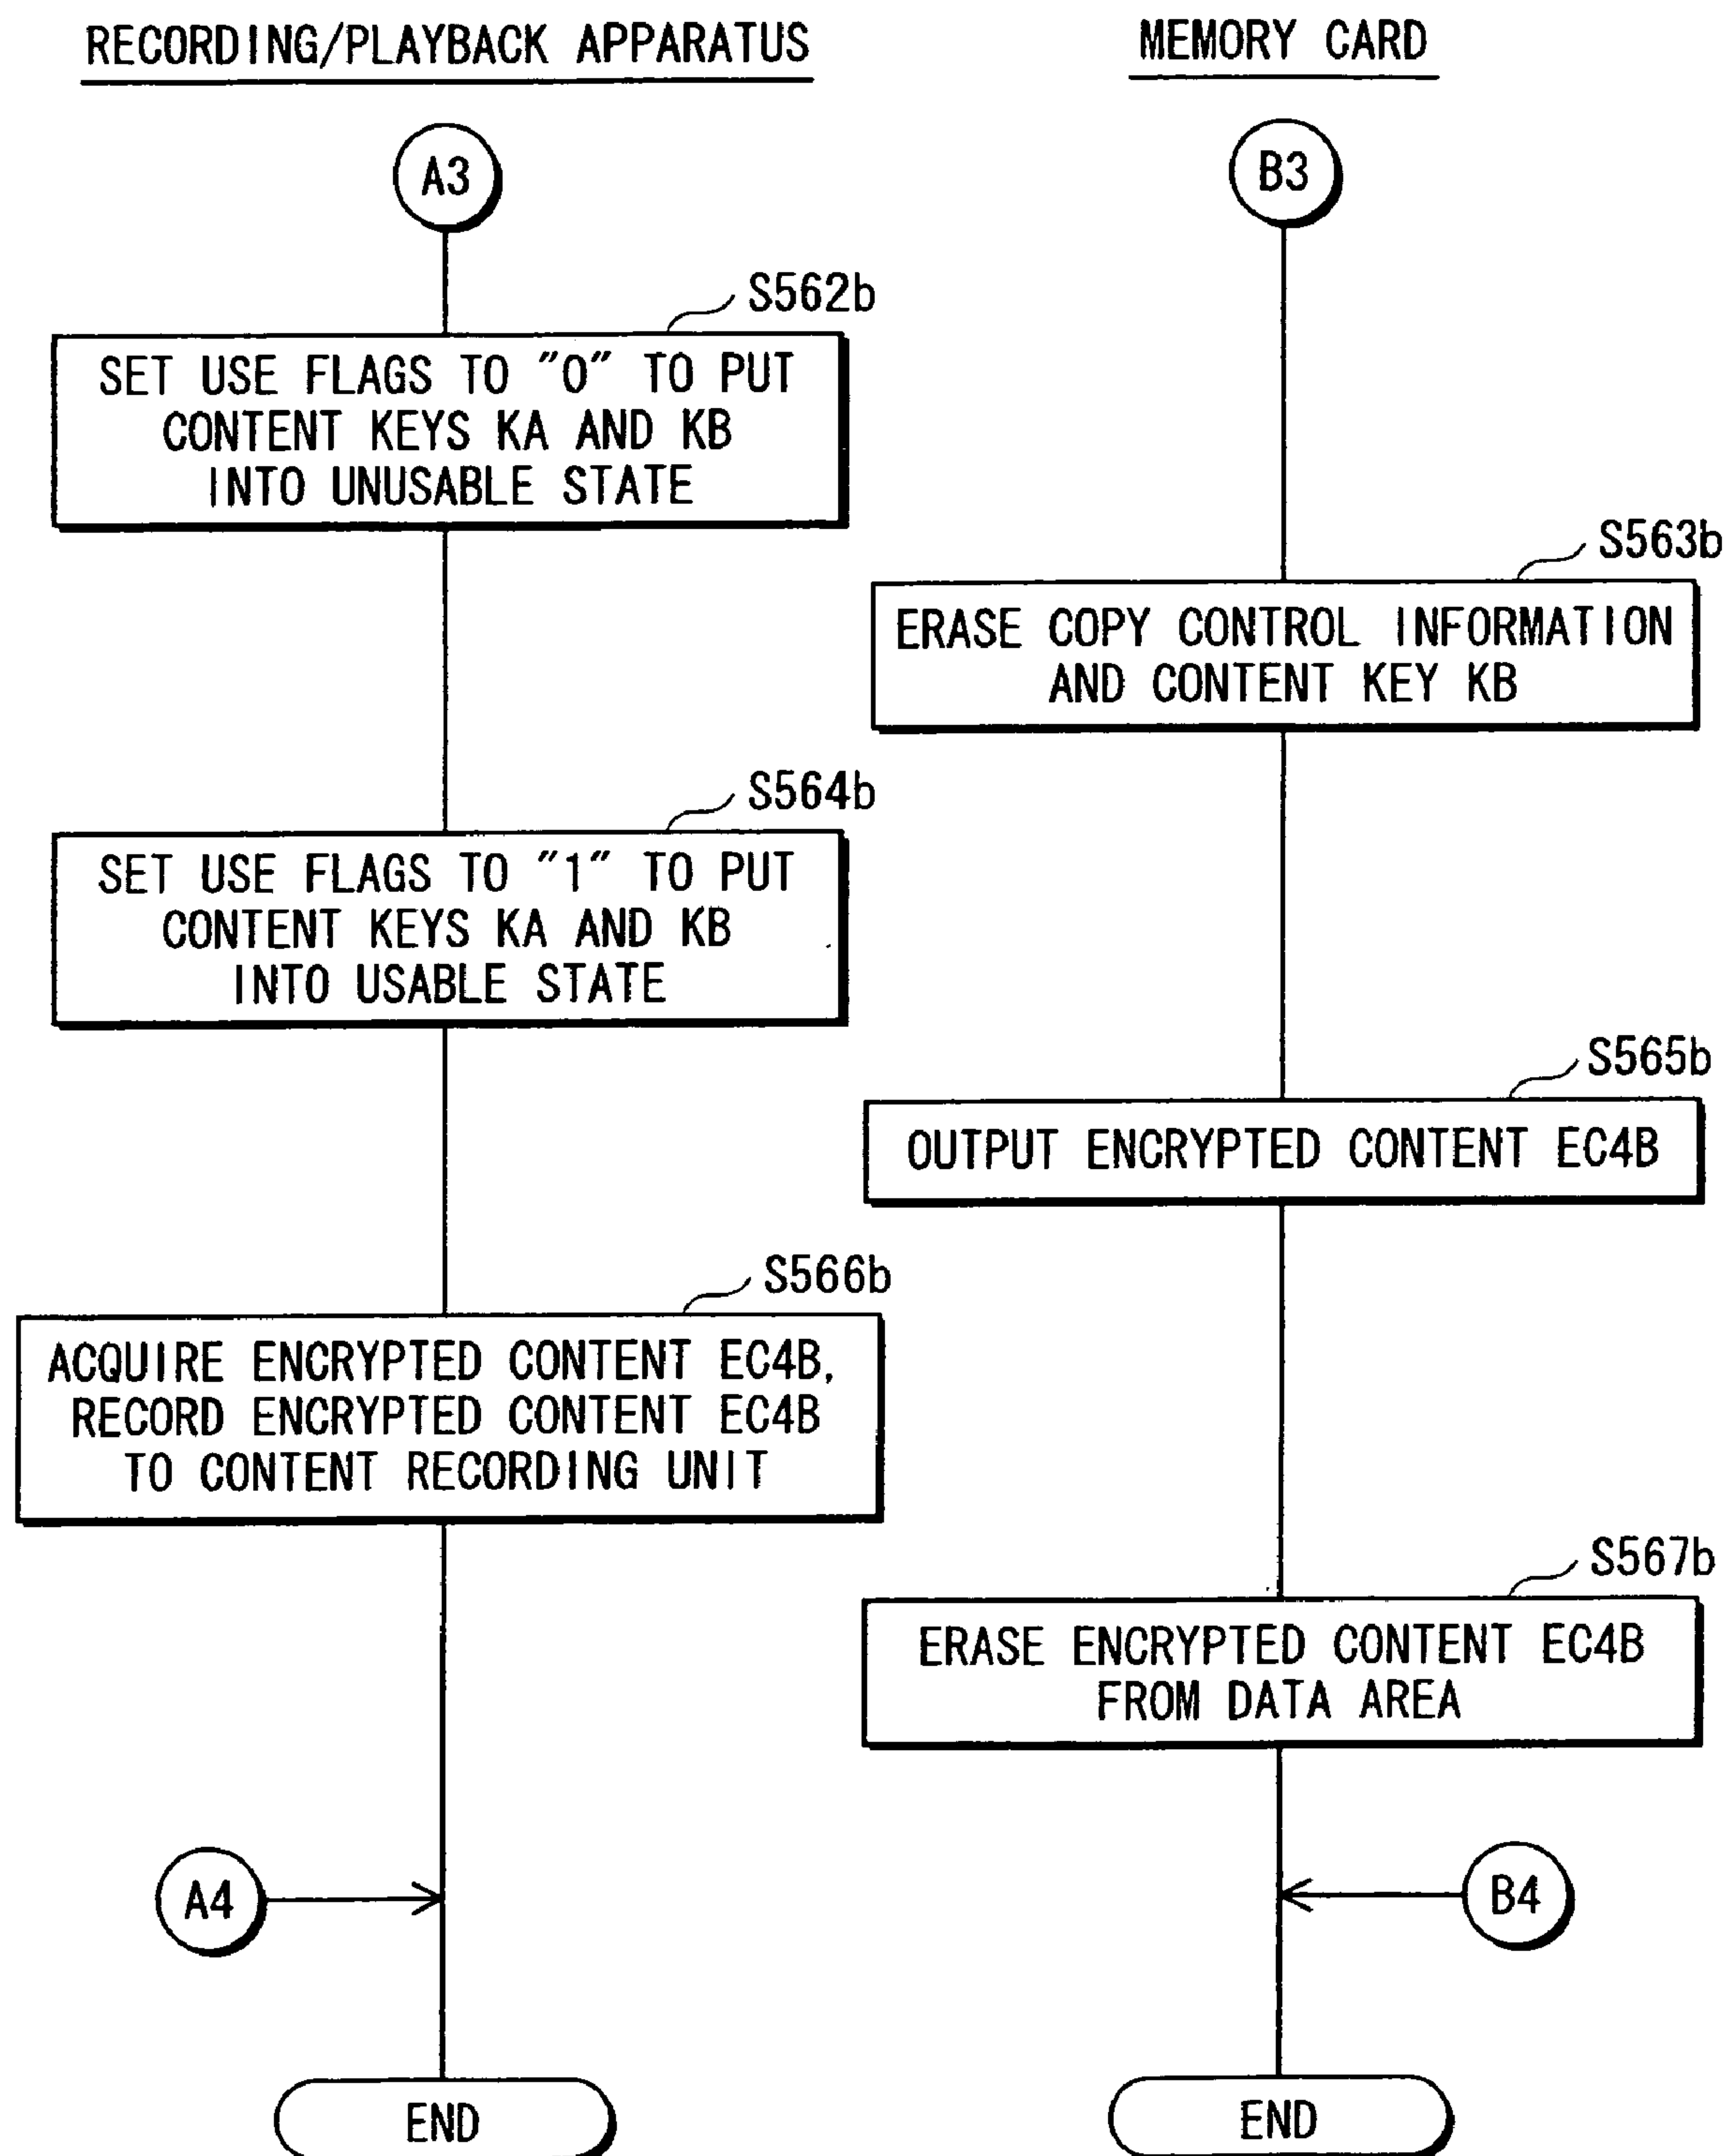 RECORDING/PLAYBACK APPARATUS
MEMORY CARD
A3
B3
S562b
SET USE FLAGS TO "0" TO PUT
CONTENT KEYS KA AND KB
INTO UNUSABLE STATE
S563b
ERASE COPY CONTROL INFORMATION
AND CONTENT KEY KB
S564b
SET USE FLAGS TO "1" TO PUT
CONTENT KEYS KA AND KB
INTO USABLE STATE
S565b
OUTPUT ENCRYPTED CONTENT EC4B
S566b
ACQUIRE ENCRYPTED CONTENT EC4B,
RECORD ENCRYPTED CONTENT EC4B
TO CONTENT RECORDING UNIT
S567b
ERASE ENCRYPTED CONTENT EC4B
FROM DATA AREA
A4
B4
END
END